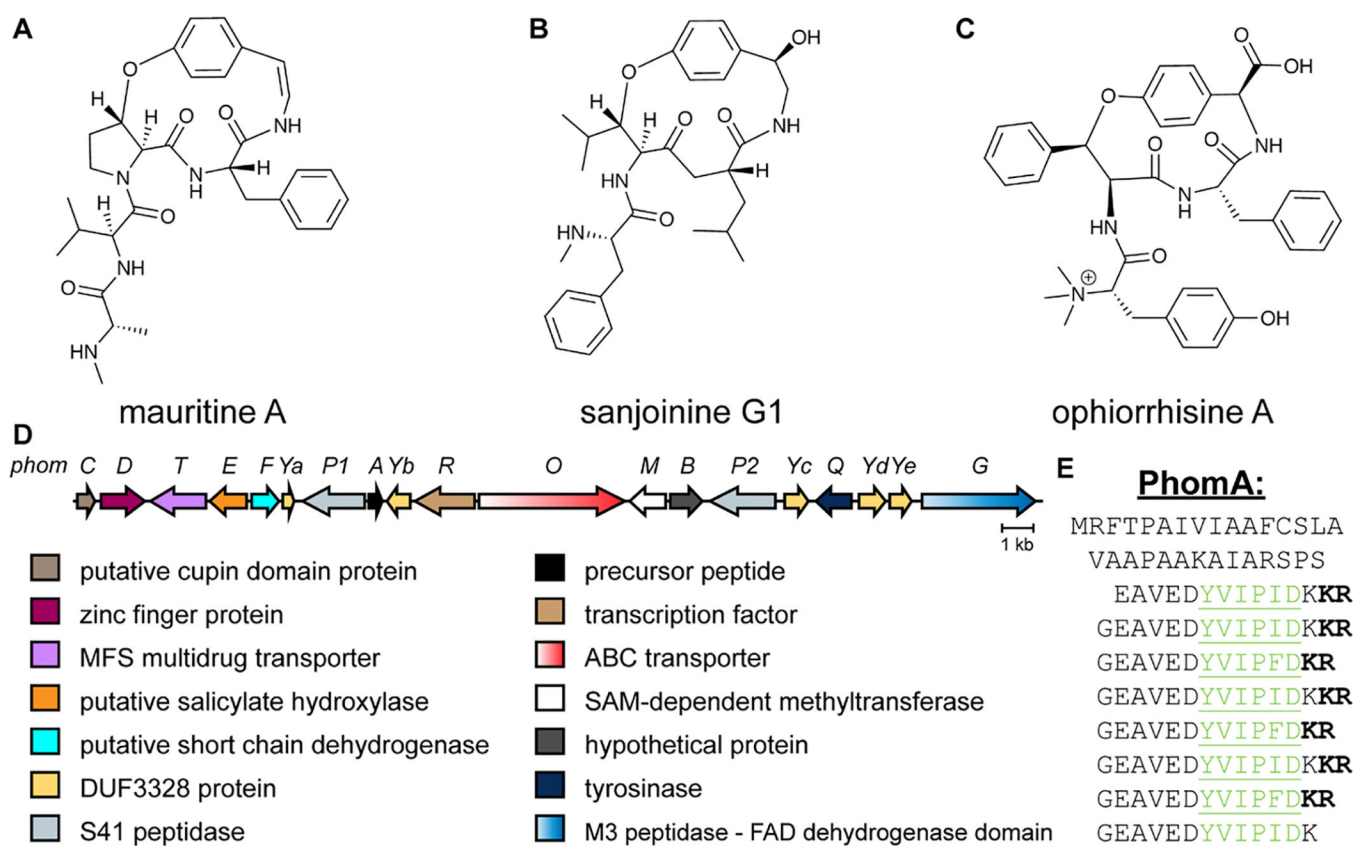 A
B
C
H
O
H
O
O
NH
N
H
H
N
O
H
NH
O
HN
OH
O
H
H
O
O
NH
H
HN
O
HN
O
OH
O
O
O
NH
N
H
HN
O
N
+
OH
mauritine A
sanjoinine G1
ophiorrhisine A
D
phom C D T E F Ya P1 A Yb R O M B P2 Yc Q Yd Ye G
1 kb
putative cupin domain protein
zinc finger protein
MFS multidrug transporter
putative salicylate hydroxylase
putative short chain dehydrogenase
DUF3328 protein
S41 peptidase
precursor peptide
transcription factor
ABC transporter
SAM-dependent methyltransferase
hypothetical protein
tyrosinase
M3 peptidase - FAD dehydrogenase domain
E
PhomA:
MRFTPAIVIAAFCSLA
VAAPAAKAIARSPS
EAVEDYVIPIDKKR
GEAVEDYVIPIDKKR
GEAVEDYVIPFDKR
GEAVEDYVIPIDKKR
GEAVEDYVIPFDKR
GEAVEDYVIPIDKKR
GEAVEDYVIPFDKR
GEAVEDYVIPIDK